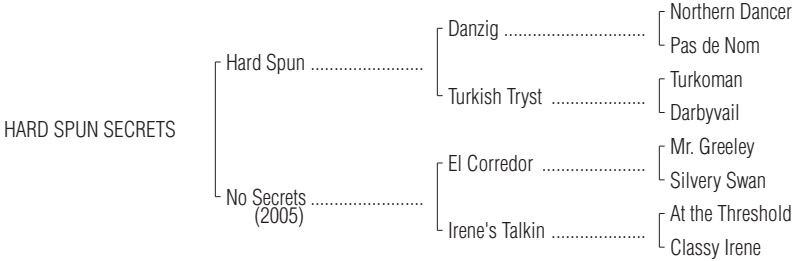 Northern Dancer
Danzig ..............................
Pas de Nom
Hard Spun ........................
Turkoman
Turkish Tryst ....................
Darbyvail
HARD SPUN SECRETS
Mr. Greeley
El Corredor ......................
Silvery Swan
No Secrets ........................
(2005)
At the Threshold
Irene's Talkin ....................
Classy Irene